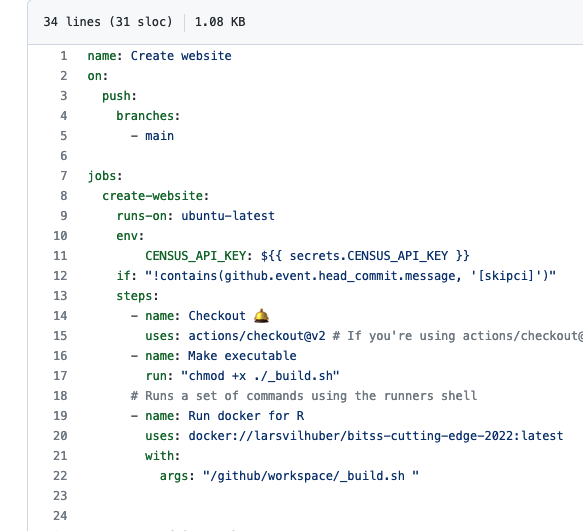 34 lines (31 sloc) 1.08 KB
1 name: Create website
2 on:
3   push:
4     branches:
5       - main
6
7 jobs:
8   create-website:
9     runs-on: ubuntu-latest
10     env:
11         CENSUS_API_KEY: ${{ secrets.CENSUS_API_KEY }}
12     if: "!contains(github.event.head_commit.message, '[skipci]')"
13     steps:
14       - name: Checkout 🛎️
15         uses: actions/checkout@v2 # If you're using actions/checkout@
16       - name: Make executable
17         run: "chmod +x ./_build.sh"
18       # Runs a set of commands using the runners shell
19       - name: Run docker for R
20         uses: docker://larsvilhuber/bitss-cutting-edge-2022:latest
21         with:
22           args: "/github/workspace/_build.sh "
23
24